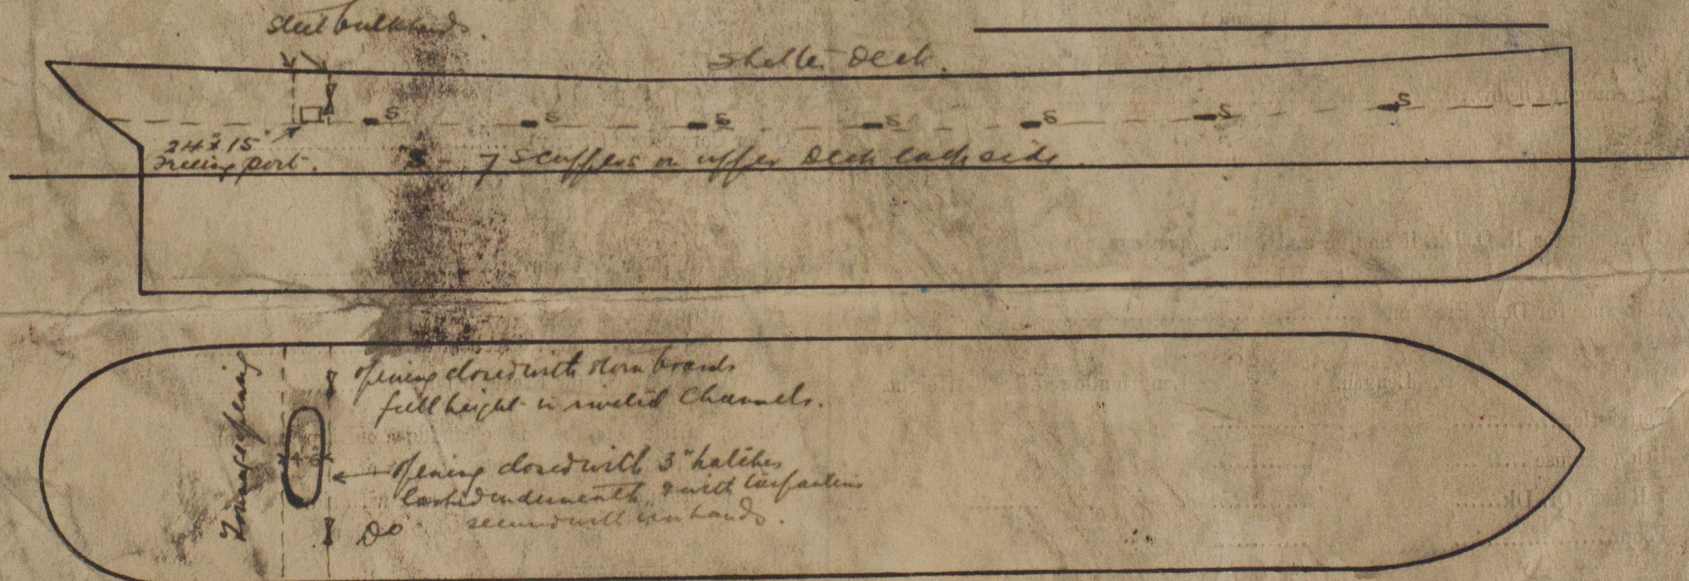 steel bulkheads.
Shelter Deck.
S S S S S S S
24" x 15"
Freeing port.
7 scuppers on upper Deck each side.
Tonnage opening
Opening closed with storm boards
full height in riveted Channels.
Opening closed with 3" hatches
lashed underneath, & with tarpaulins
secured with iron bands.
Do